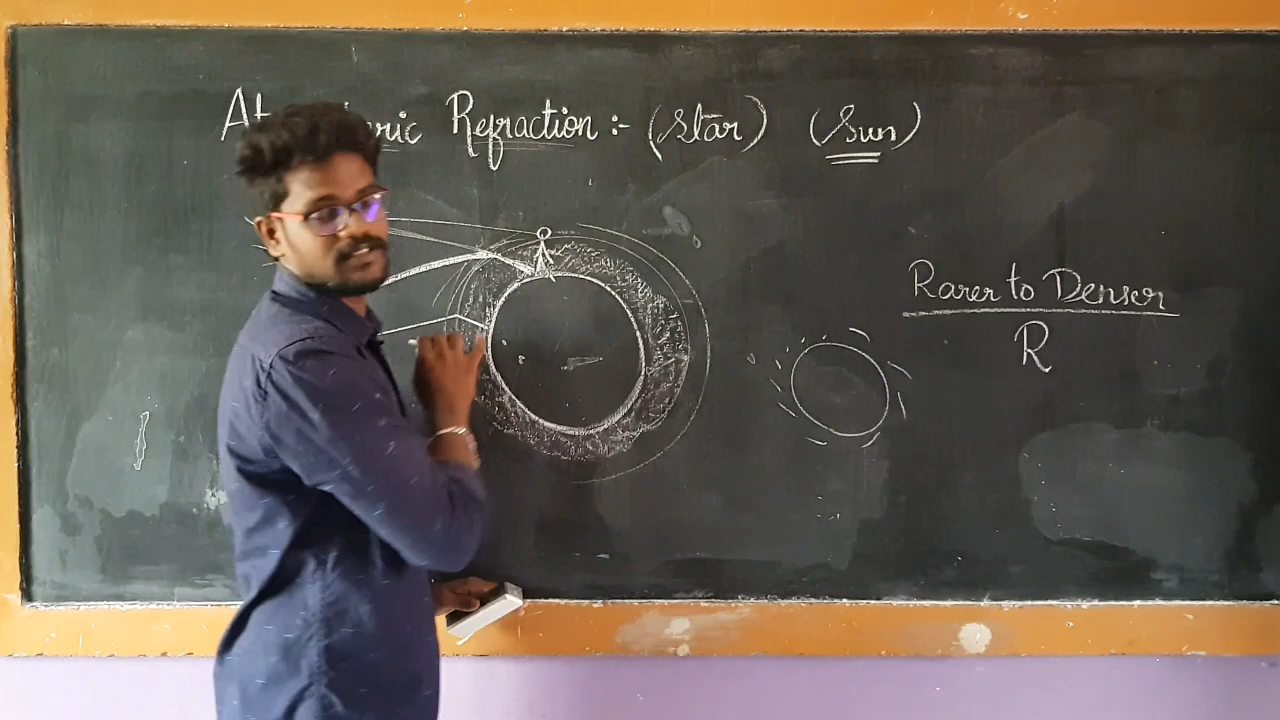 Refraction :- (Star) (Sun)
Rarer to Denser
R